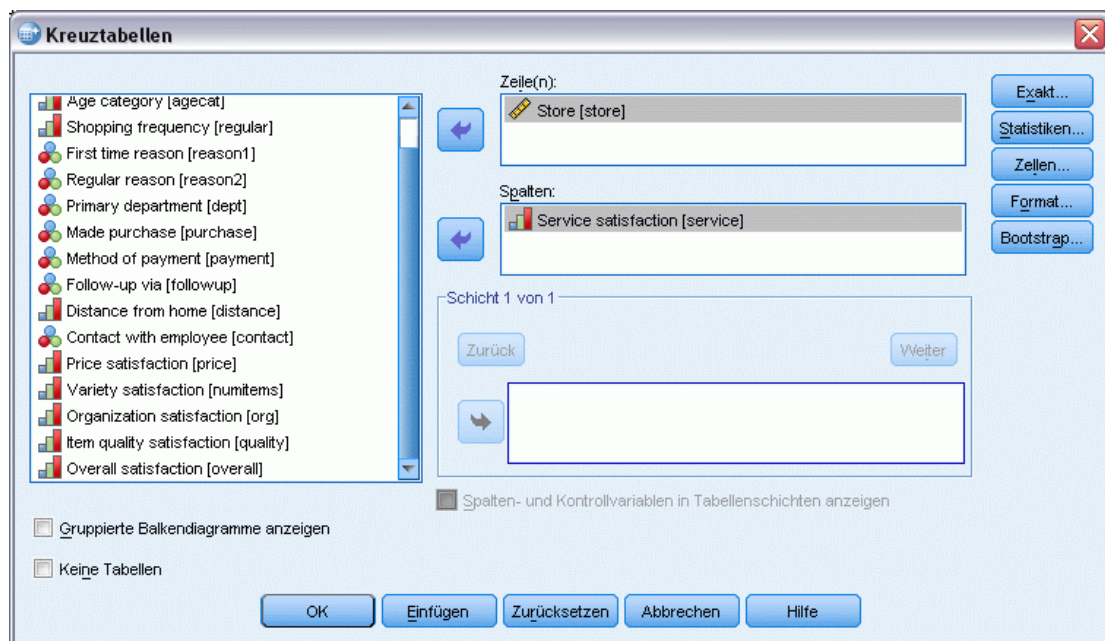 Kreuztabellen
Age category [agecat]
Shopping frequency [regular]
First time reason [reason1]
Regular reason [reason2]
Primary department [dept]
Made purchase [purchase]
Method of payment [payment]
Follow-up via [followup]
Distance from home [distance]
Contact with employee [contact]
Price satisfaction [price]
Variety satisfaction [numitems]
Organization satisfaction [org]
Item quality satisfaction [quality]
Overall satisfaction [overall]
Zeile(n):
Store [store]
Spalten:
Service satisfaction [service]
Schicht 1 von 1
Zurück
Weiter
Spalten- und Kontrollvariablen in Tabellenschichten anzeigen
Exakt...
Statistiken...
Zellen...
Format...
Bootstrap...
Gruppierte Balkendiagramme anzeigen
Keine Tabellen
OK
Einfügen
Zurücksetzen
Abbrechen
Hilfe